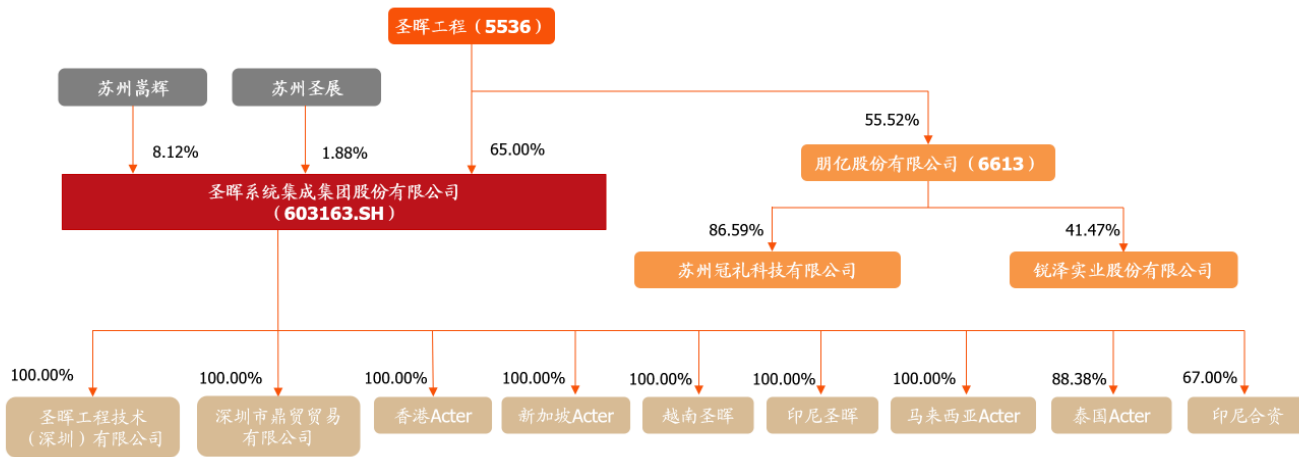 圣晖工程（5536）
苏州嵩辉
苏州圣展
8.12%
1.88%
65.00%
55.52%
圣晖系统集成集团股份有限公司
（603163.SH）
朋亿股份有限公司（6613）
86.59%
41.47%
苏州冠礼科技有限公司
锐泽实业股份有限公司
100.00%
100.00%
100.00%
100.00%
100.00%
100.00%
100.00%
88.38%
67.00%
圣晖工程技术
（深圳）有限公司
深圳市鼎贸贸易
有限公司
香港Acter
新加坡Acter
越南圣晖
印尼圣晖
马来西亚Acter
泰国Acter
印尼合资